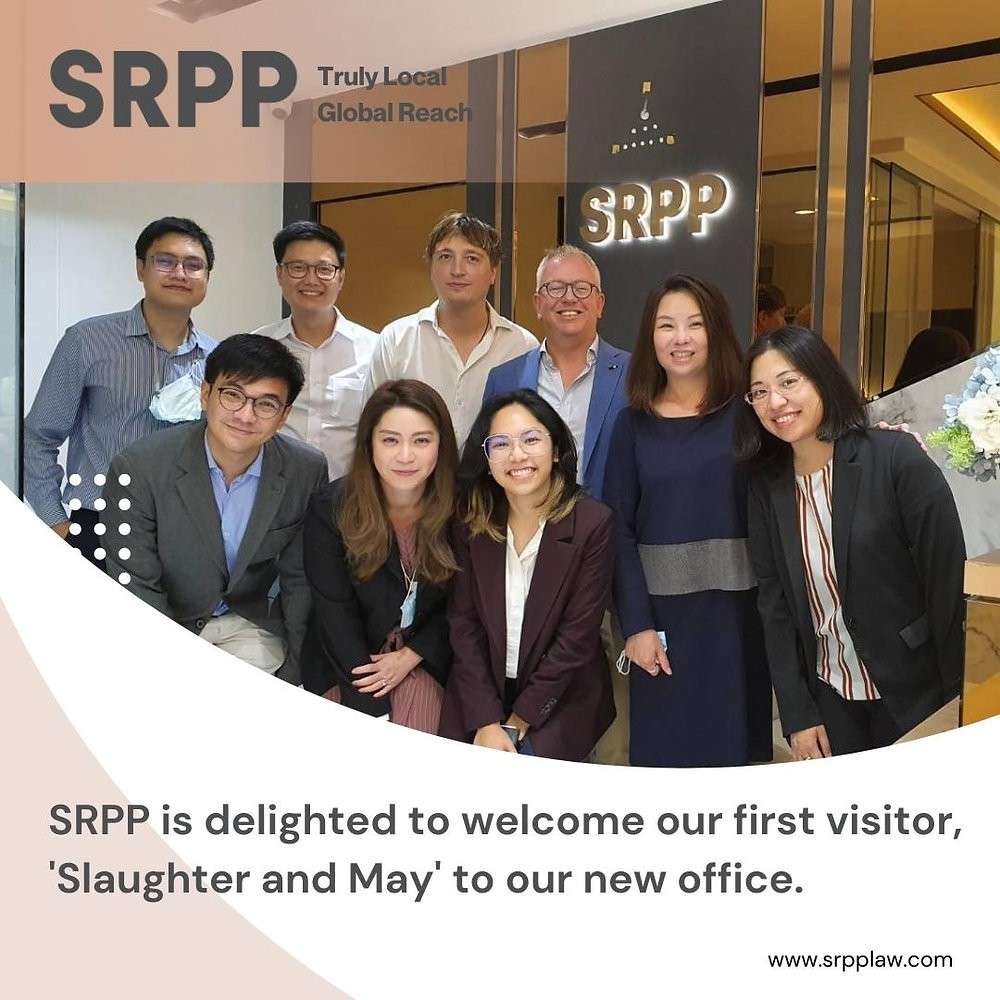 SRPP
Truly Local
Global Reach
SRPP
SRPP is delighted to welcome our first visitor,
'Slaughter and May' to our new office.
www.srpplaw.com